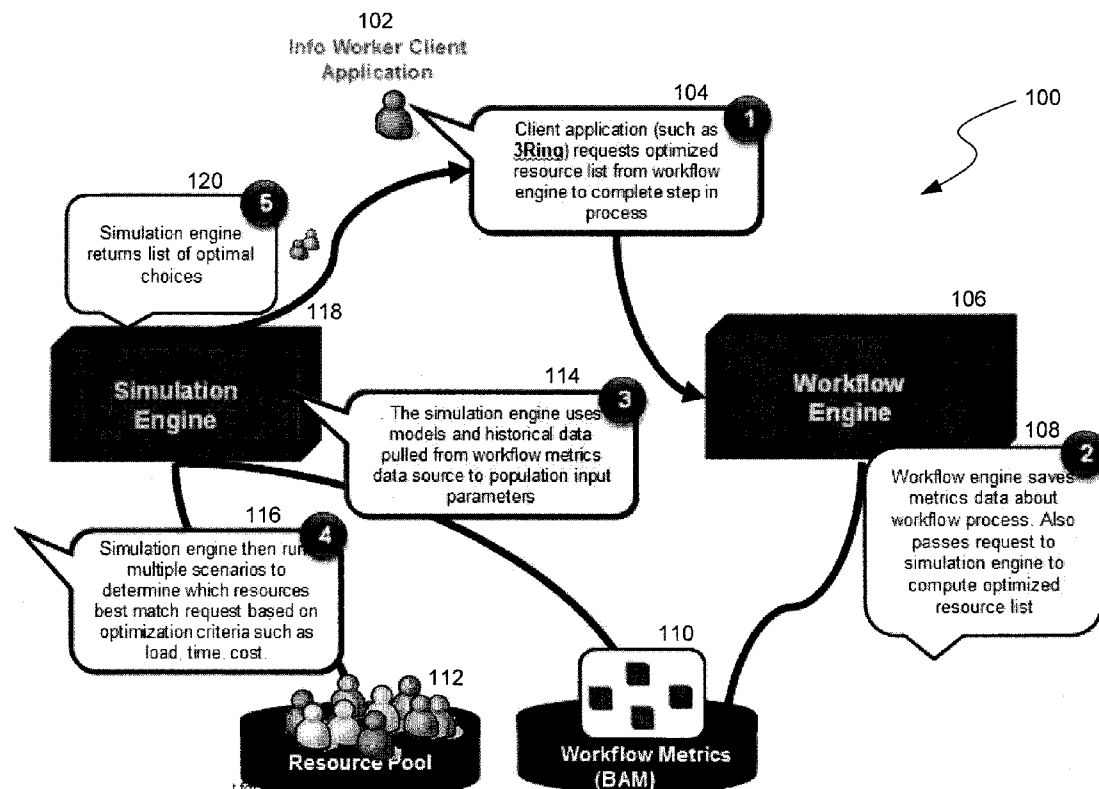 102
Info Worker Client
Application
104
1
Client application (such as
3Ring) requests optimized
resource list from workflow
engine to complete step in
process
100
120
5
Simulation engine
returns list of optimal
choices
118
Simulation
Engine
106
Workflow
Engine
114
3
. The simulation engine uses
models and historical data
pulled from workflow metrics
data source to population input
parameters
108
2
Workflow engine saves
metrics data about
workflow process. Also
passes request to
simulation engine to
compute optimized
resource list
116
4
Simulation engine then run
multiple scenarios to
determine which resources
best match request based on
optimization criteria such as
load, time, cost.
112
Resource Pool
110
Workflow Metrics
(BAM)